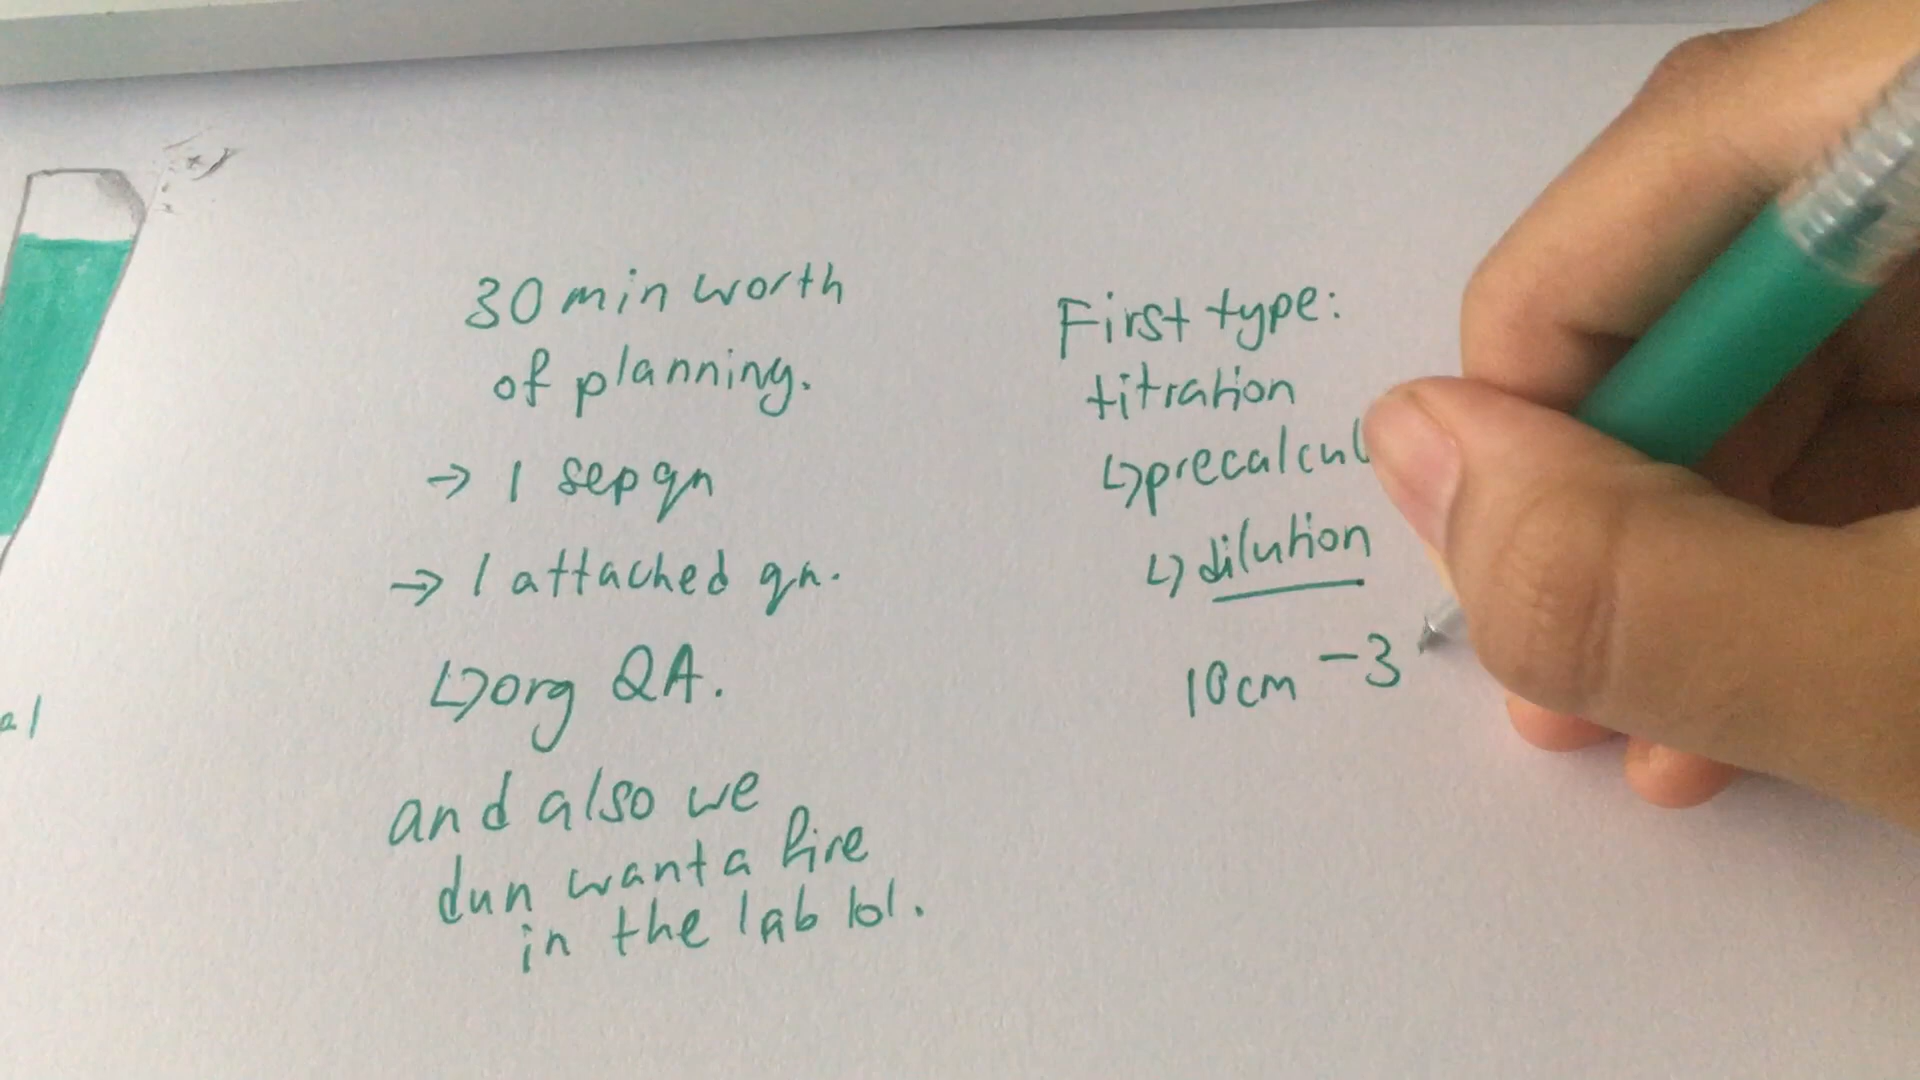 30 min worth
of planning.
→ 1 sep qn
→ 1 attached qn.
↳ org QA.
and also we
dun want a fire
in the lab lol.
First type:
titration
↳ precalcul
↳ dilution
10cm -3
al